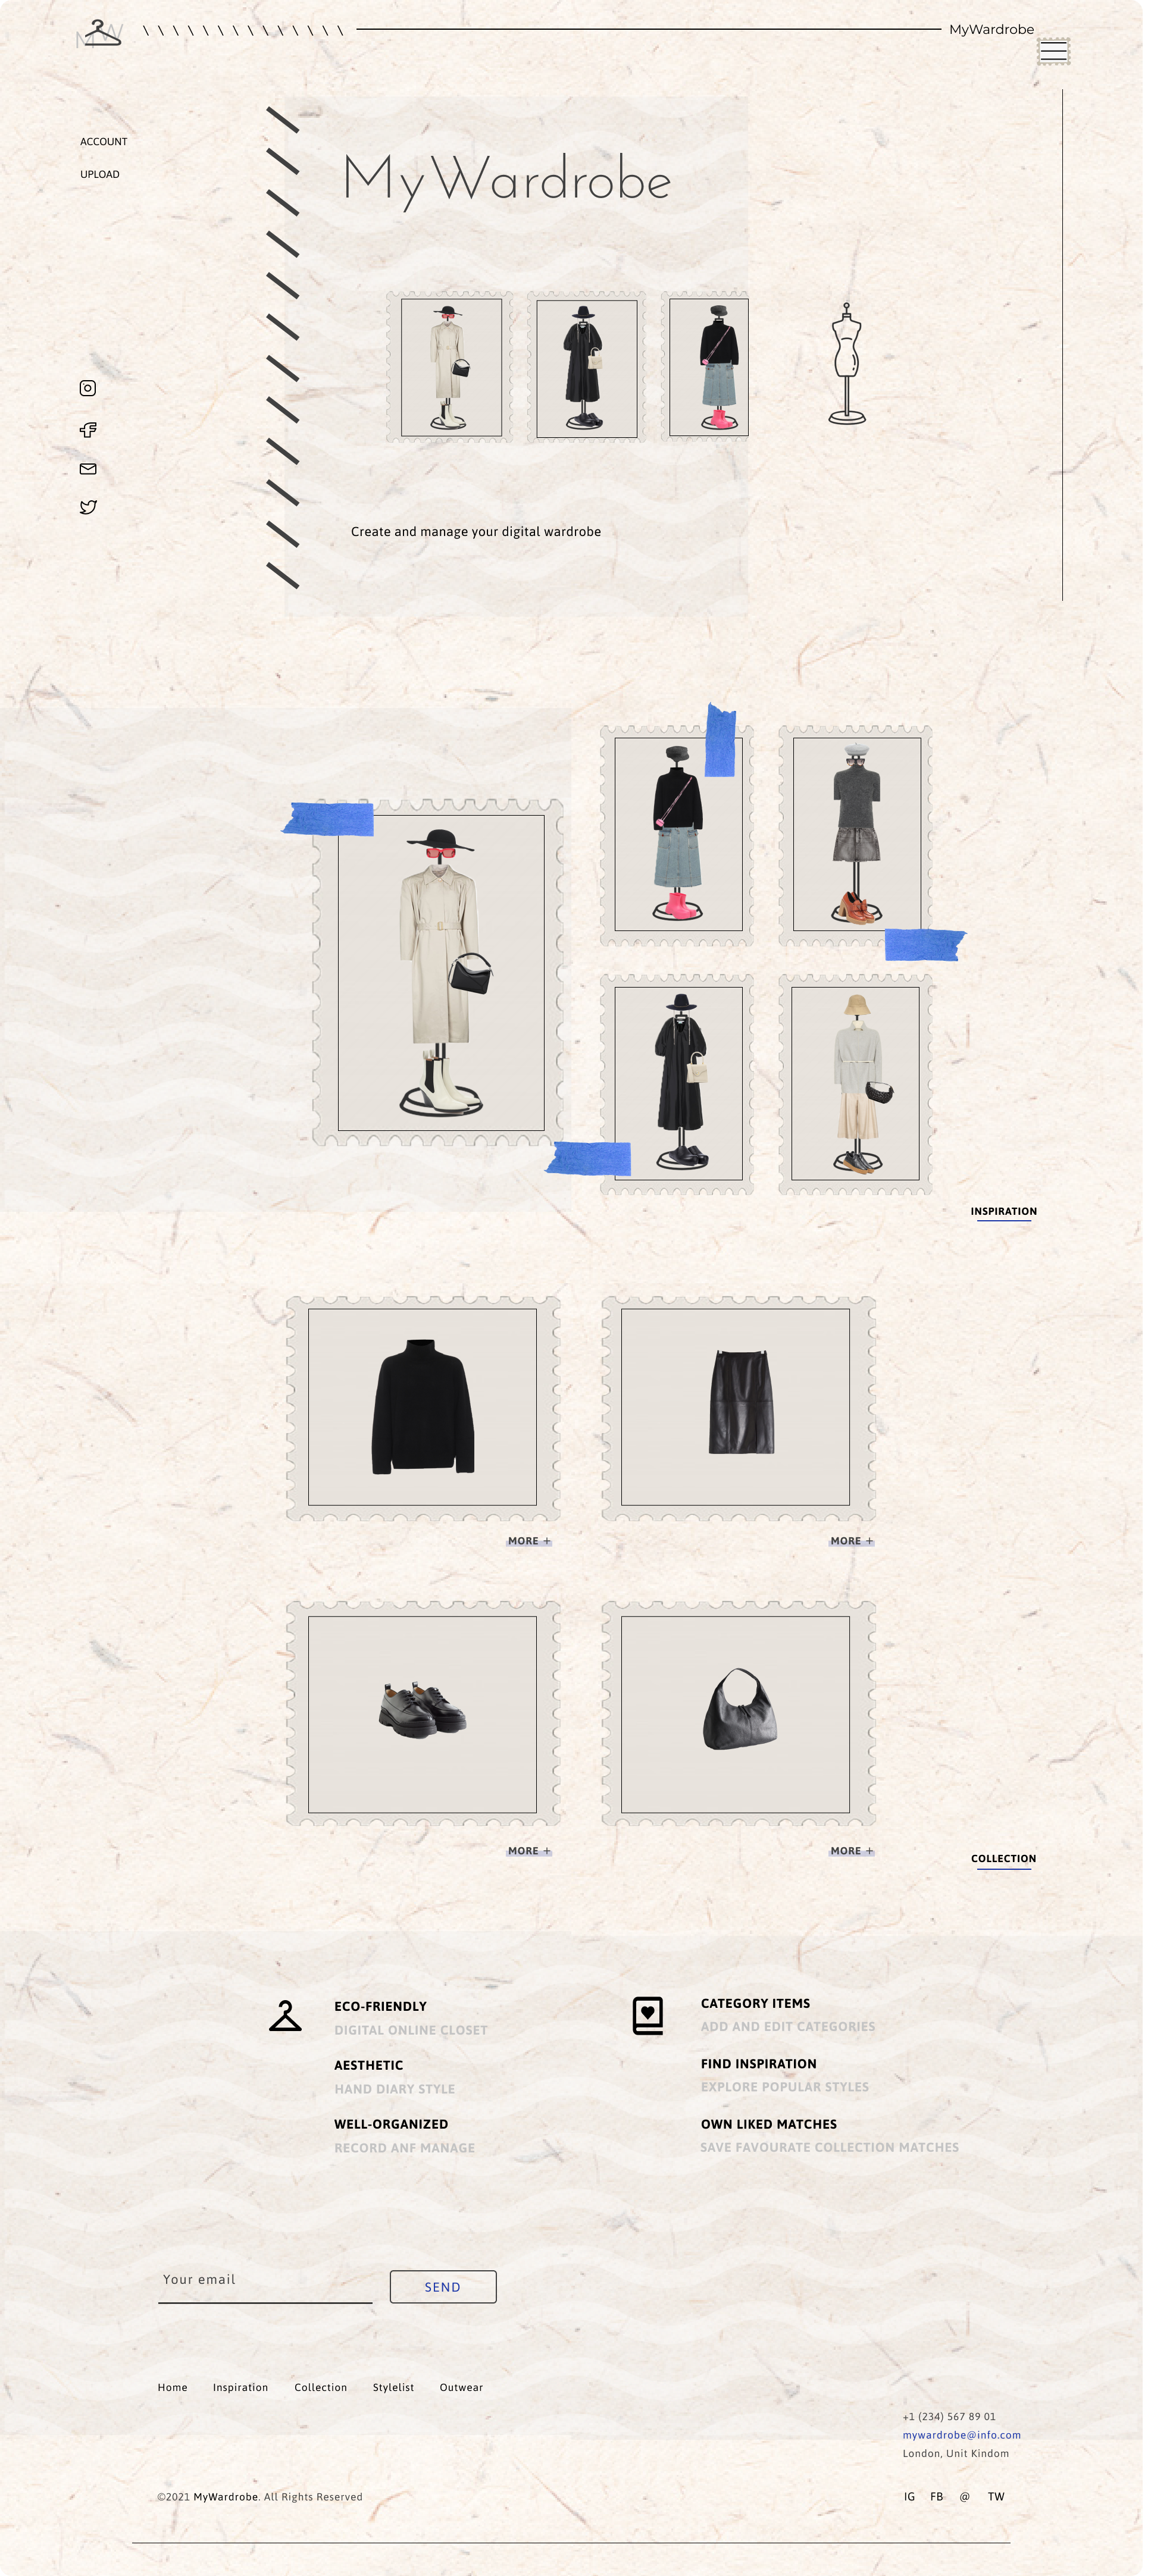 MW
MyWardrobe
ACCOUNT
UPLOAD
MyWardrobe
Create and manage your digital wardrobe
INSPIRATION
MORE +
MORE +
MORE +
MORE +
COLLECTION
ECO-FRIENDLY
DIGITAL ONLINE CLOSET
AESTHETIC
HAND DIARY STYLE
WELL-ORGANIZED
RECORD ANF MANAGE
CATEGORY ITEMS
ADD AND EDIT CATEGORIES
FIND INSPIRATION
EXPLORE POPULAR STYLES
OWN LIKED MATCHES
SAVE FAVOURATE COLLECTION MATCHES
Your email
SEND
Home Inspiration Collection Stylelist Outwear
+1 (234) 567 89 01
mywardrobe@info.com
London, Unit Kindom
©2021 MyWardrobe. All Rights Reserved
IG FB @ TW